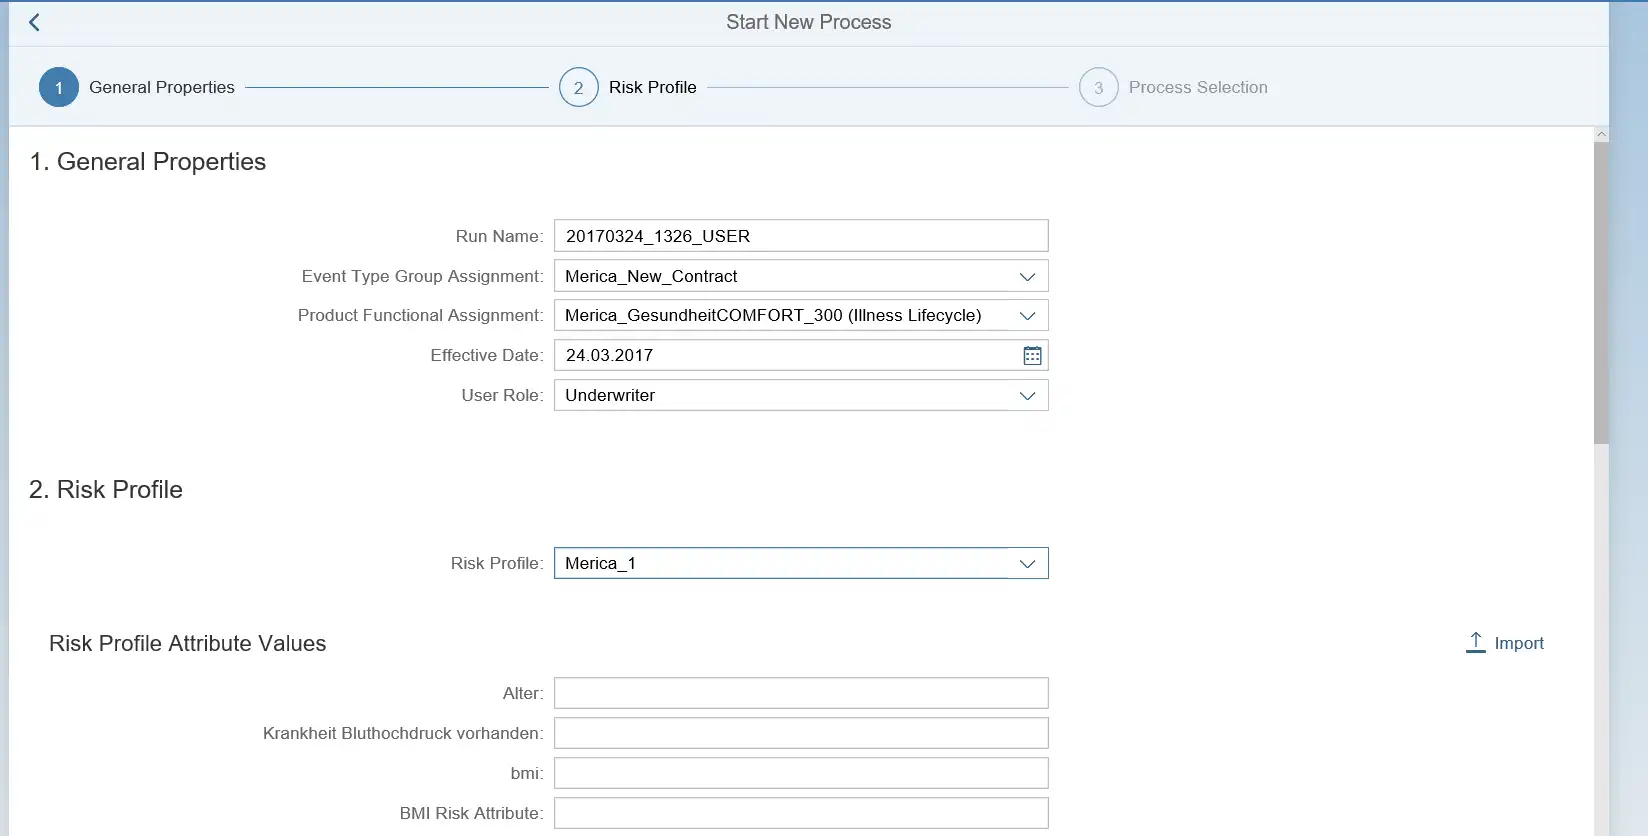 Start New Process
1 General Properties 2 Risk Profile 3 Process Selection
1. General Properties
Run Name: 20170324_1326_USER
Event Type Group Assignment: Merica_New_Contract
Product Functional Assignment: Merica_GesundheitCOMFORT_300 (Illness Lifecycle)
Effective Date: 24.03.2017
User Role: Underwriter
2. Risk Profile
Risk Profile: Merica_1
Risk Profile Attribute Values Import
Alter:
Krankheit Bluthochdruck vorhanden:
bmi:
BMI Risk Attribute: